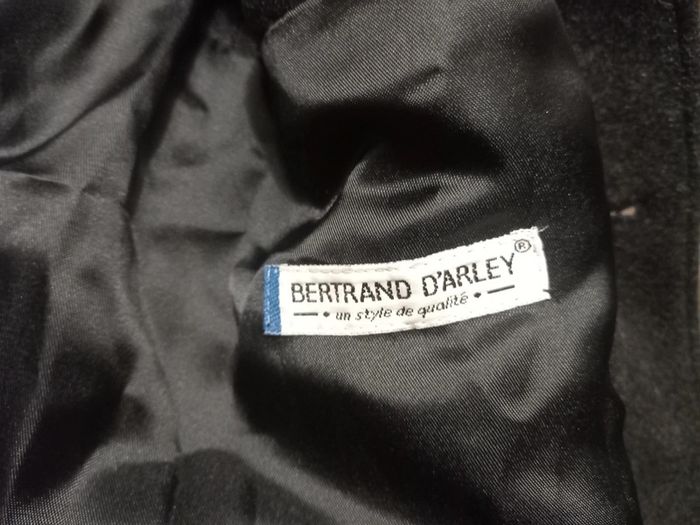 BERTRAND D'ARLEY®
— • un style de qualité • —